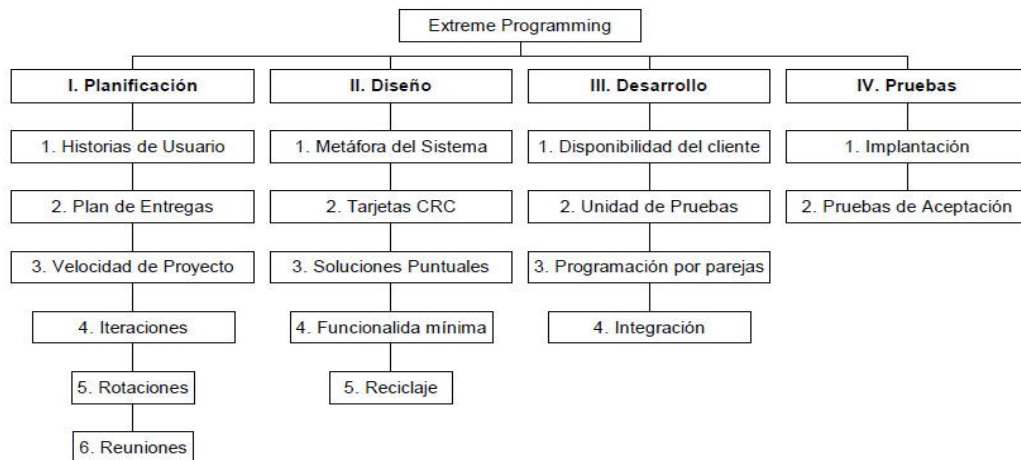 Extreme Programming
I. Planificación
1. Historias de Usuario
2. Plan de Entregas
3. Velocidad de Proyecto
4. Iteraciones
5. Rotaciones
6. Reuniones
II. Diseño
1. Metáfora del Sistema
2. Tarjetas CRC
3. Soluciones Puntuales
4. Funcionalida mínima
5. Reciclaje
III. Desarrollo
1. Disponibilidad del cliente
2. Unidad de Pruebas
3. Programación por parejas
4. Integración
IV. Pruebas
1. Implantación
2. Pruebas de Aceptación